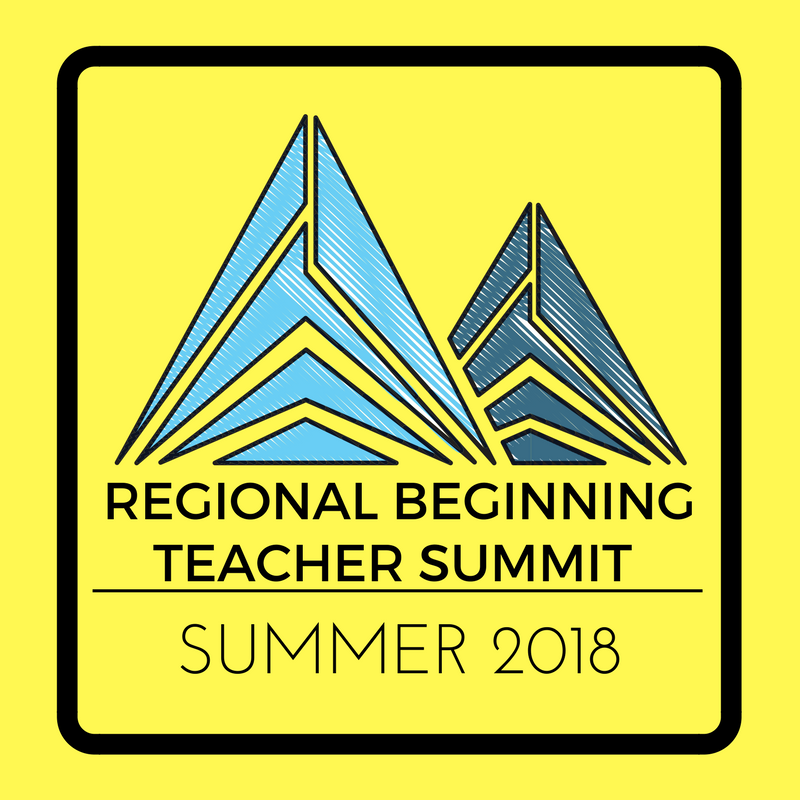 REGIONAL BEGINNING
TEACHER SUMMIT
SUMMER 2018